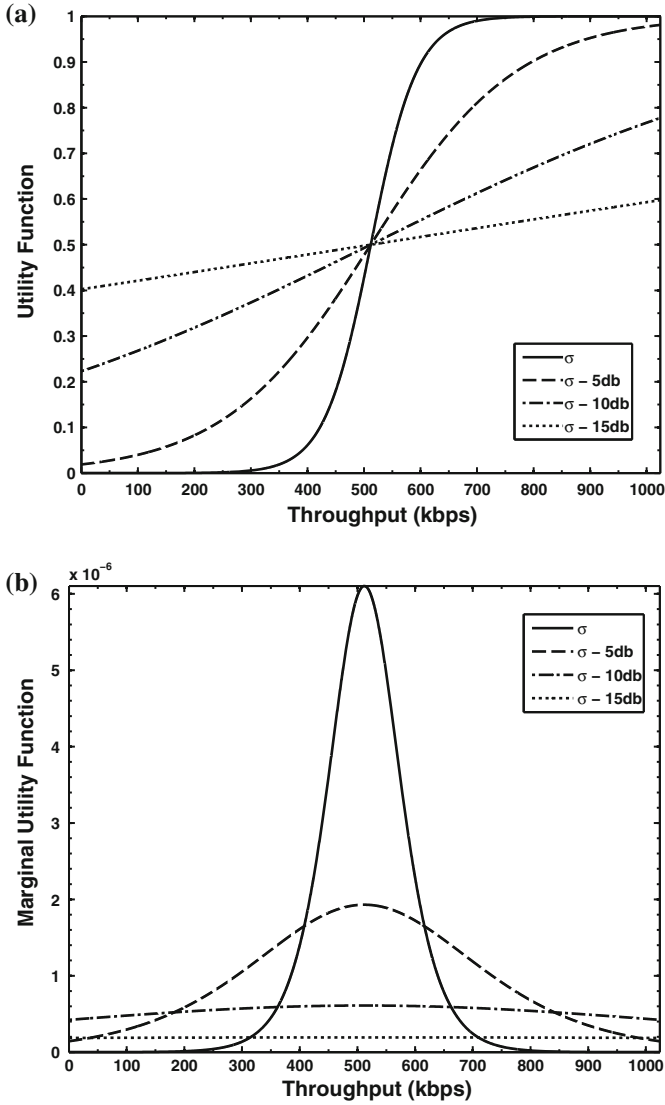 (a)
1
0.9
0.8
0.7
0.6
0.5
0.4
0.3
0.2
0.1
0
Utility Function
σ
σ − 5db
σ − 10db
σ − 15db
0 100 200 300 400 500 600 700 800 900 1000
Throughput (kbps)
(b)
x 10⁻⁶
6
5
4
3
2
1
0
Marginal Utility Function
σ
σ − 5db
σ − 10db
σ − 15db
0 100 200 300 400 500 600 700 800 900 1000
Throughput (kbps)